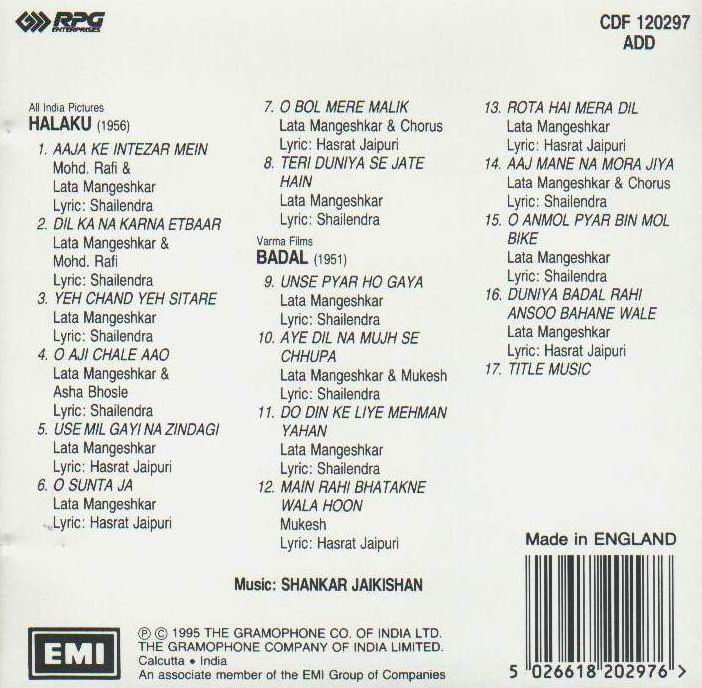 RPG
ENTERPRISES
CDF 120297
ADD
All India Pictures
HALAKU (1956)
1. AAJA KE INTEZAR MEIN
Mohd. Rafi &
Lata Mangeshkar
Lyric: Shailendra
2. DIL KA NA KARNA ETBAAR
Lata Mangeshkar &
Mohd. Rafi
Lyric: Shailendra
3. YEH CHAND YEH SITARE
Lata Mangeshkar
Lyric: Shailendra
4. O AJI CHALE AAO
Lata Mangeshkar &
Asha Bhosle
Lyric: Shailendra
5. USE MIL GAYI NA ZINDAGI
Lata Mangeshkar
Lyric: Hasrat Jaipuri
6. O SUNTA JA
Lata Mangeshkar
Lyric: Hasrat Jaipuri
7. O BOL MERE MALIK
Lata Mangeshkar & Chorus
Lyric: Hasrat Jaipuri
8. TERI DUNIYA SE JATE
HAIN
Lata Mangeshkar
Lyric: Shailendra
Varma Films
BADAL (1951)
9. UNSE PYAR HO GAYA
Lata Mangeshkar
Lyric: Shailendra
10. AYE DIL NA MUJH SE
CHHUPA
Lata Mangeshkar & Mukesh
Lyric: Shailendra
11. DO DIN KE LIYE MEHMAN
YAHAN
Lata Mangeshkar
Lyric: Shailendra
12. MAIN RAHI BHATAKNE
WALA HOON
Mukesh
Lyric: Hasrat Jaipuri
13. ROTA HAI MERA DIL
Lata Mangeshkar
Lyric: Hasrat Jaipuri
14. AAJ MANE NA MORA JIYA
Lata Mangeshkar & Chorus
Lyric: Shailendra
15. O ANMOL PYAR BIN MOL
BIKE
Lata Mangeshkar
Lyric: Shailendra
16. DUNIYA BADAL RAHI
ANSOO BAHANE WALE
Lata Mangeshkar
Lyric: Hasrat Jaipuri
17. TITLE MUSIC
Music: SHANKAR JAIKISHAN
Made in ENGLAND
EMI
℗ © 1995 THE GRAMOPHONE CO. OF INDIA LTD.
THE GRAMOPHONE COMPANY OF INDIA LIMITED.
Calcutta • India
An associate member of the EMI Group of Companies
5 026618 202976 >